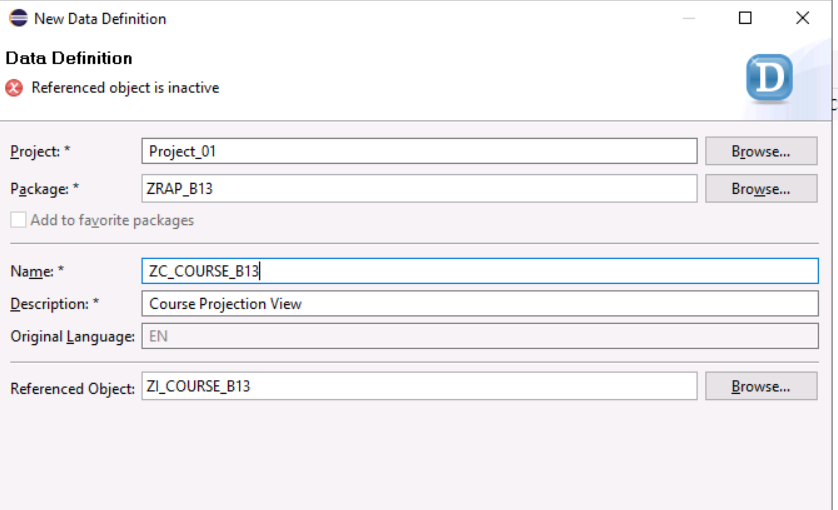 New Data Definition
Data Definition
Referenced object is inactive
D
Project: * Project_01 Browse...
Package: * ZRAP_B13 Browse...
Add to favorite packages
Name: * ZC_COURSE_B13
Description: * Course Projection View
Original Language: EN
Referenced Object: ZI_COURSE_B13 Browse...